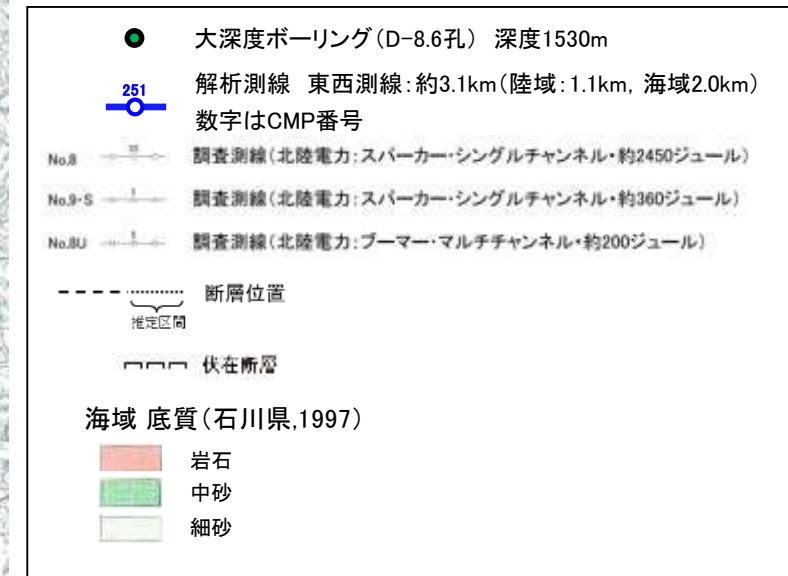 大深度ボーリング(D-8.6孔) 深度1530m
251 解析測線 東西測線:約3.1km(陸域:1.1km, 海域2.0km)
数字はCMP番号
No.8 調査測線(北陸電力:スパーカー・シングルチャンネル・約2450ジュール)
No.9・S 調査測線(北陸電力:スパーカー・シングルチャンネル・約360ジュール)
No.8U 調査測線(北陸電力:ブーマー・マルチチャンネル・約200ジュール)
断層位置
推定区間
伏在断層
海域 底質(石川県,1997)
岩石
中砂
細砂